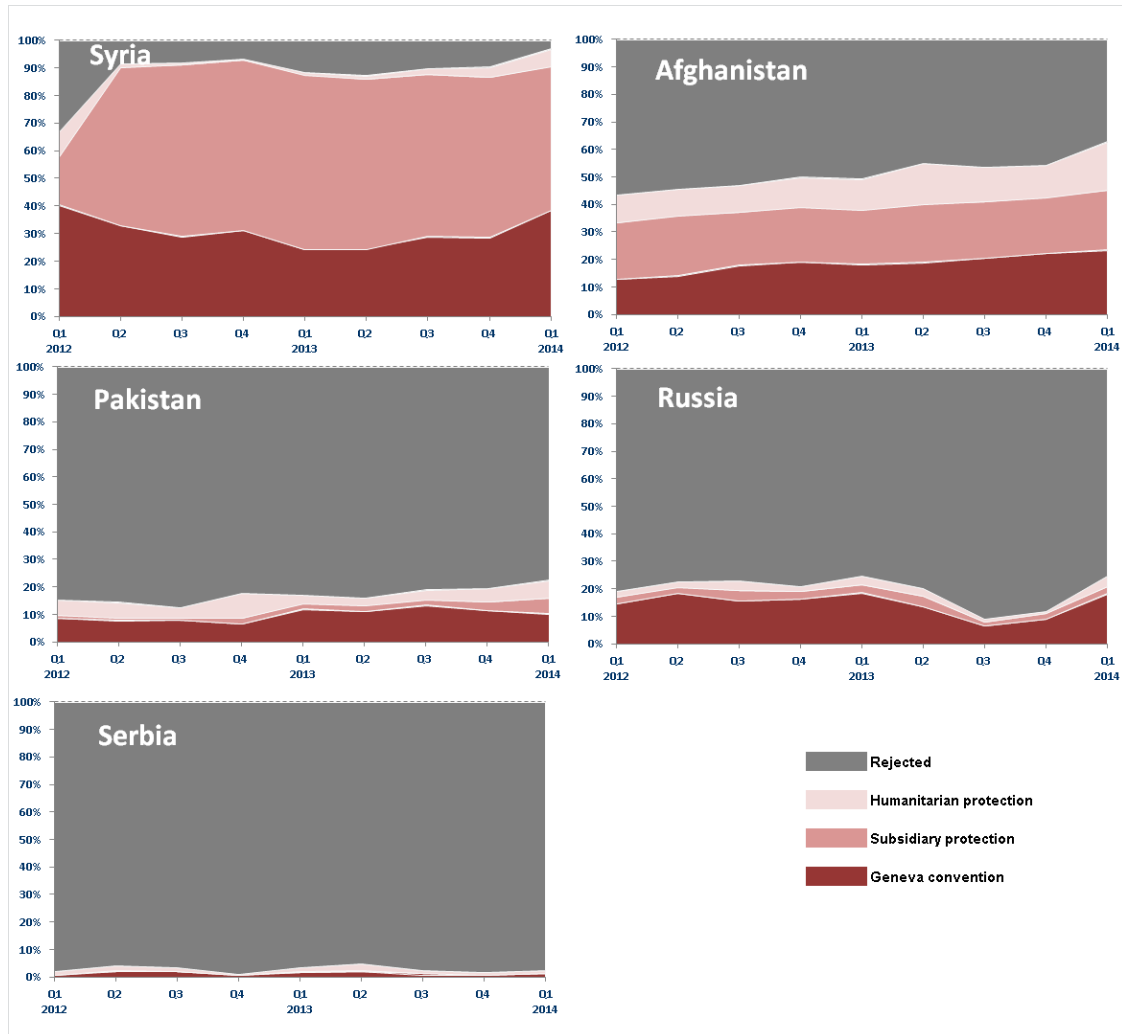 Syria
100%
90%
80%
70%
60%
50%
40%
30%
20%
10%
0%
Q1 Q2 Q3 Q4 Q1 Q2 Q3 Q4 Q1
2012 2013 2014
Afghanistan
100%
90%
80%
70%
60%
50%
40%
30%
20%
10%
0%
Q1 Q2 Q3 Q4 Q1 Q2 Q3 Q4 Q1
2012 2013 2014
Pakistan
100%
90%
80%
70%
60%
50%
40%
30%
20%
10%
0%
Q1 Q2 Q3 Q4 Q1 Q2 Q3 Q4 Q1
2012 2013 2014
Russia
100%
90%
80%
70%
60%
50%
40%
30%
20%
10%
0%
Q1 Q2 Q3 Q4 Q1 Q2 Q3 Q4 Q1
2012 2013 2014
Serbia
100%
90%
80%
70%
60%
50%
40%
30%
20%
10%
0%
Q1 Q2 Q3 Q4 Q1 Q2 Q3 Q4 Q1
2012 2013 2014
Rejected
Humanitarian protection
Subsidiary protection
Geneva convention